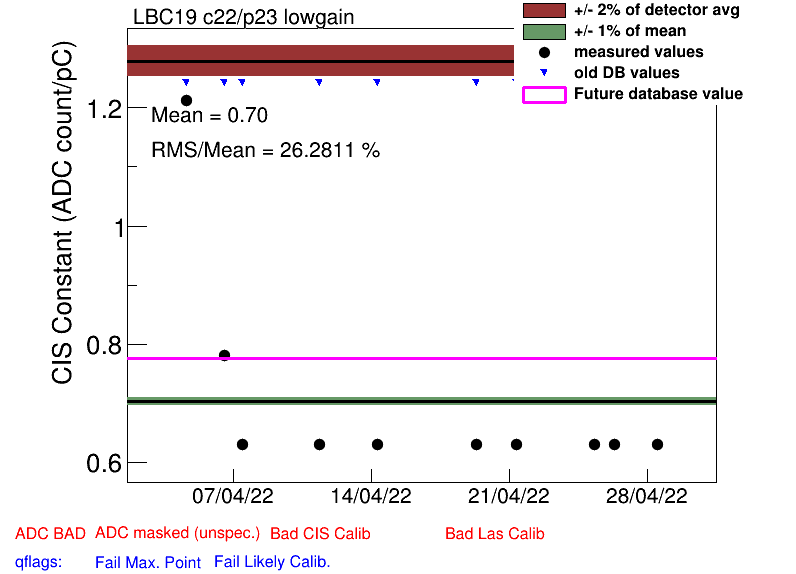 LBC19 c22/p23 lowgain
+/- 2% of detector avg
+/- 1% of mean
measured values
old DB values
Future database value
CIS Constant (ADC count/pC)
Mean = 0.70
RMS/Mean = 26.2811 %
1.2
1
0.8
0.6
07/04/22 14/04/22 21/04/22 28/04/22
ADC BAD ADC masked (unspec.) Bad CIS Calib Bad Las Calib
qflags: Fail Max. Point Fail Likely Calib.